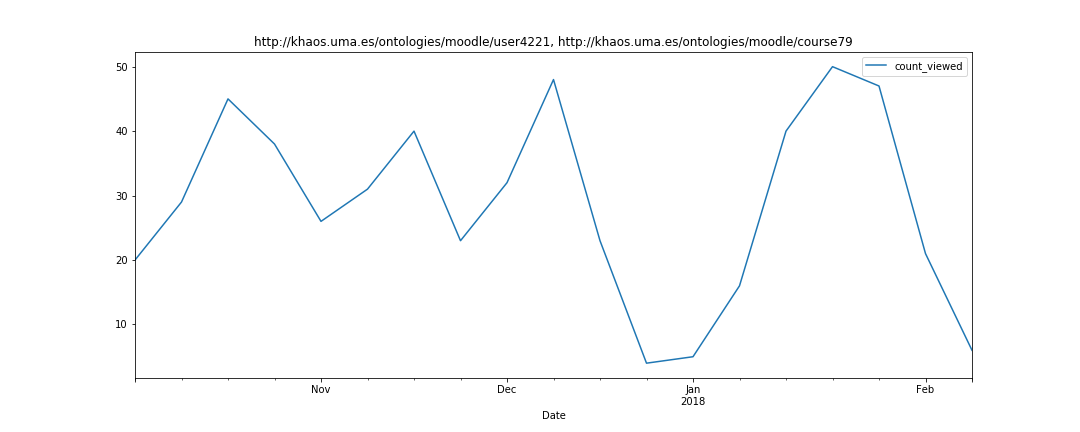 http://khaos.uma.es/ontologies/moodle/user4221, http://khaos.uma.es/ontologies/moodle/course79
count_viewed
50
40
30
20
10
Nov
Dec
Jan
2018
Feb
Date